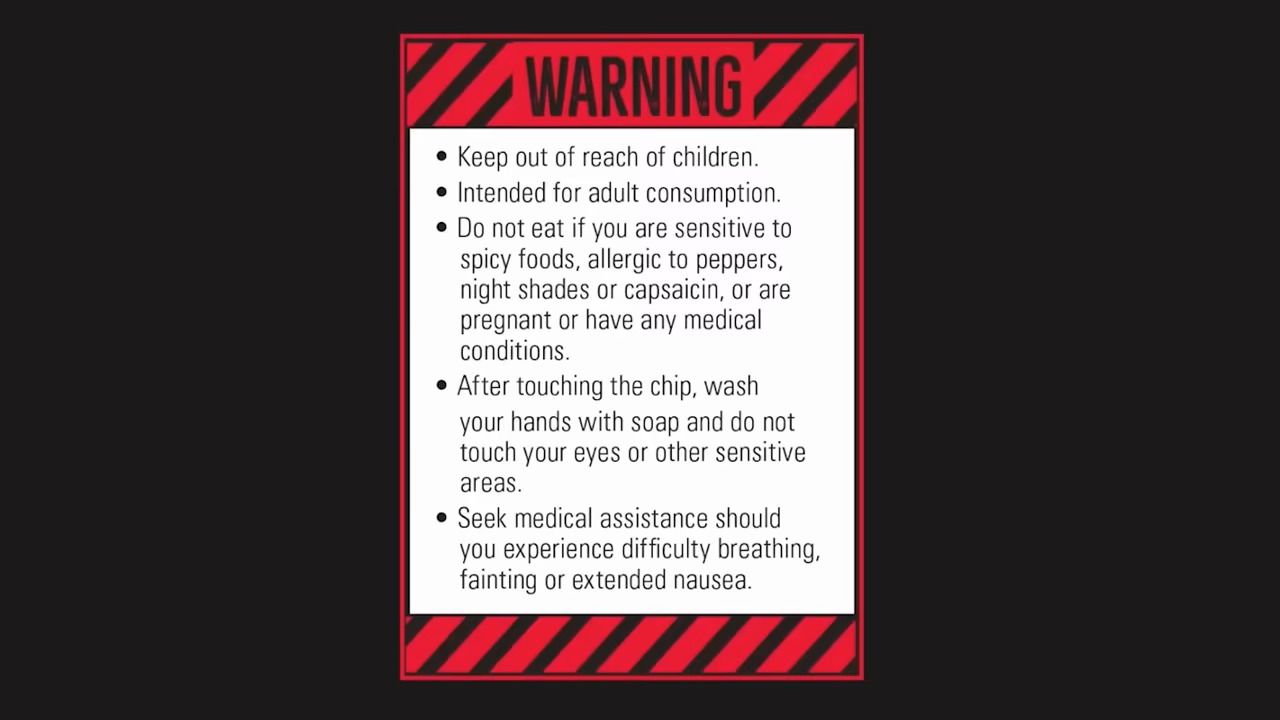 WARNING
• Keep out of reach of children.
• Intended for adult consumption.
• Do not eat if you are sensitive to
spicy foods, allergic to peppers,
night shades or capsaicin, or are
pregnant or have any medical
conditions.
• After touching the chip, wash
your hands with soap and do not
touch your eyes or other sensitive
areas.
• Seek medical assistance should
you experience difficulty breathing,
fainting or extended nausea.